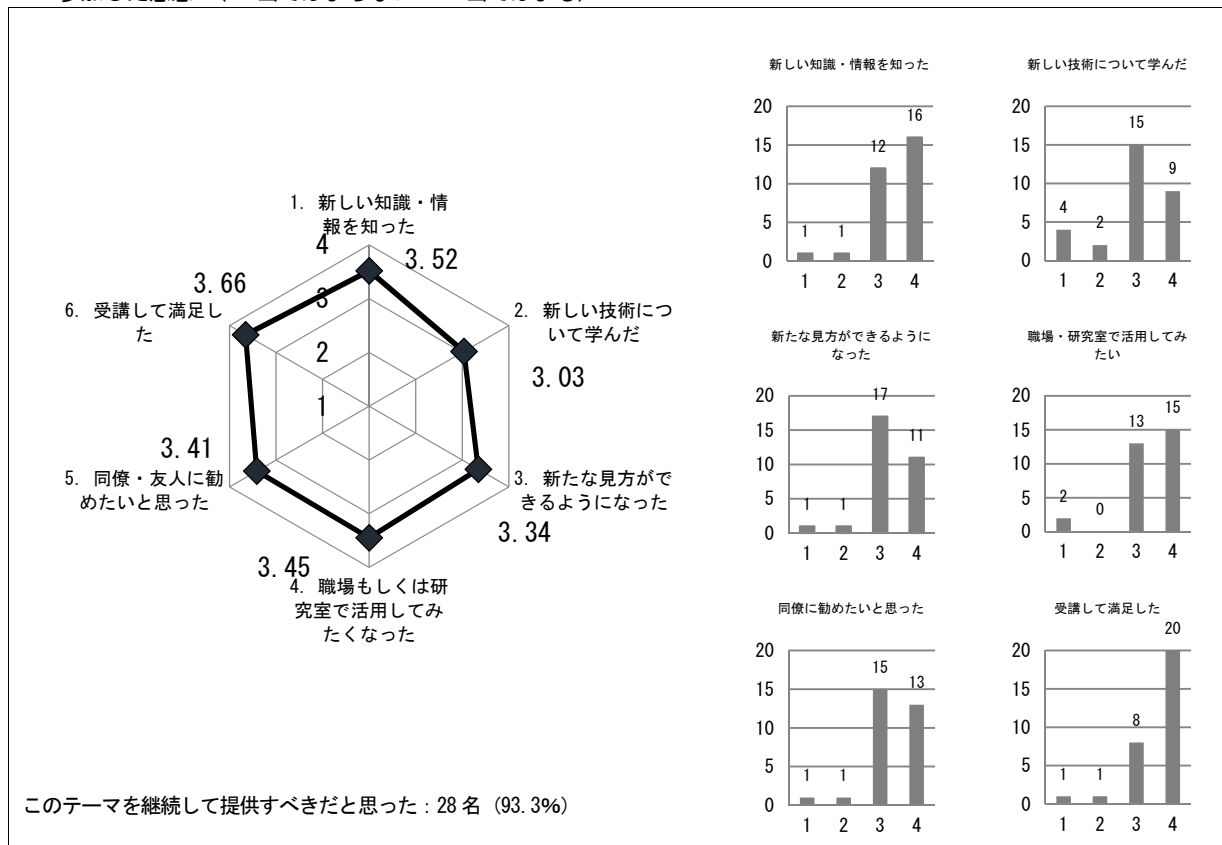 1. 新しい知識・情
報を知った
4
3.52
3.66
3
6. 受講して満足し
た
2. 新しい技術につ
いて学んだ
2
3.03
1
3.41
5. 同僚・友人に勧
めたいと思った
3. 新たな見方がで
きるようになった
3.34
3.45
4. 職場もしくは研
究室で活用してみ
たくなった
新しい知識・情報を知った
20
15
10
5
0
1
1
12
16
1 2 3 4
新しい技術について学んだ
20
15
10
5
0
4
2
15
9
1 2 3 4
新たな見方ができるように
なった
20
15
10
5
0
1
1
17
11
1 2 3 4
職場・研究室で活用してみ
たい
20
15
10
5
0
2
0
13
15
1 2 3 4
同僚に勧めたいと思った
20
15
10
5
0
1
1
15
13
1 2 3 4
受講して満足した
20
15
10
5
0
1
1
8
20
1 2 3 4
このテーマを継続して提供すべきだと思った：28 名（93.3%）